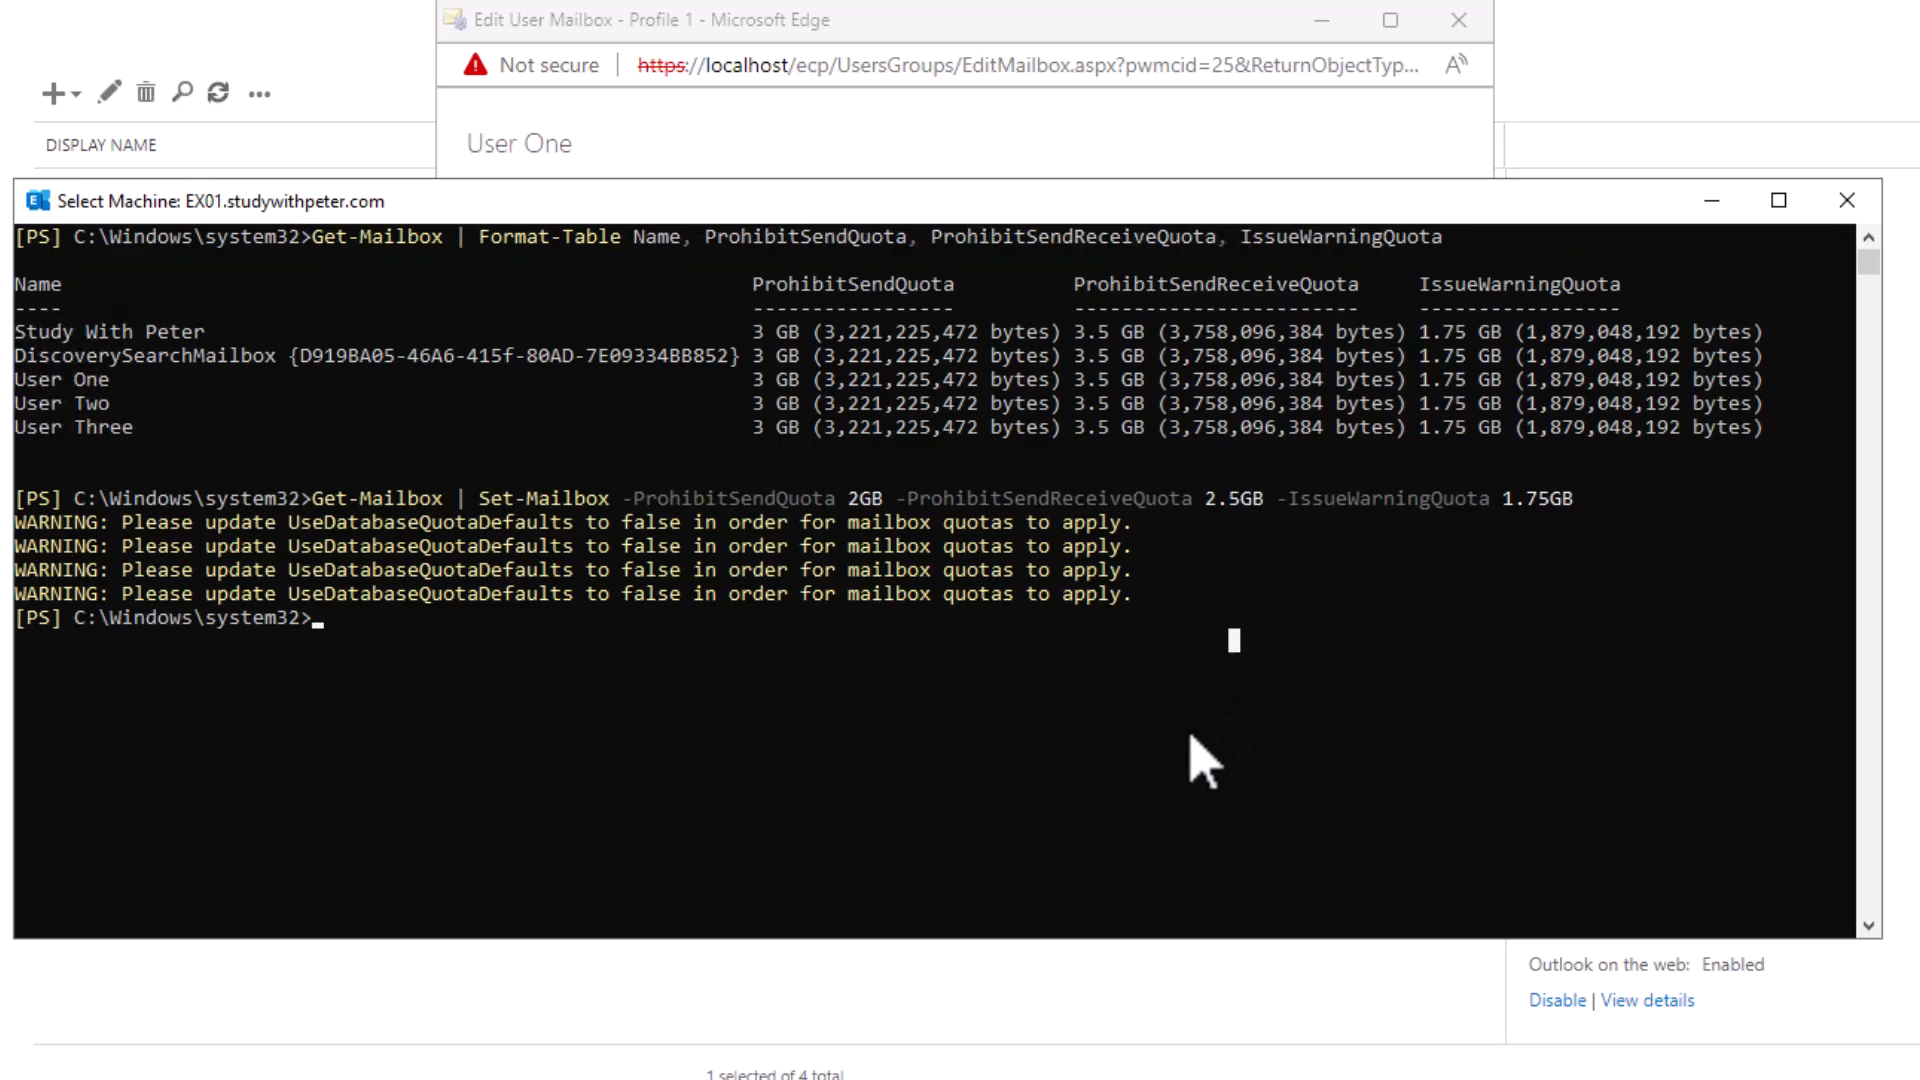 Edit User Mailbox - Profile 1 - Microsoft Edge
Not secure | https://localhost/ecp/UsersGroups/EditMailbox.aspx?pwmcid=25&ReturnObjectTyp...
DISPLAY NAME
User One
Select Machine: EX01.studywithpeter.com
[PS] C:\Windows\system32>Get-Mailbox | Format-Table Name, ProhibitSendQuota, ProhibitSendReceiveQuota, IssueWarningQuota
Name ProhibitSendQuota ProhibitSendReceiveQuota IssueWarningQuota
---- ----------------- ------------------------ -----------------
Study With Peter 3 GB (3,221,225,472 bytes) 3.5 GB (3,758,096,384 bytes) 1.75 GB (1,879,048,192 bytes)
DiscoverySearchMailbox {D919BA05-46A6-415f-80AD-7E09334BB852} 3 GB (3,221,225,472 bytes) 3.5 GB (3,758,096,384 bytes) 1.75 GB (1,879,048,192 bytes)
User One 3 GB (3,221,225,472 bytes) 3.5 GB (3,758,096,384 bytes) 1.75 GB (1,879,048,192 bytes)
User Two 3 GB (3,221,225,472 bytes) 3.5 GB (3,758,096,384 bytes) 1.75 GB (1,879,048,192 bytes)
User Three 3 GB (3,221,225,472 bytes) 3.5 GB (3,758,096,384 bytes) 1.75 GB (1,879,048,192 bytes)
[PS] C:\Windows\system32>Get-Mailbox | Set-Mailbox -ProhibitSendQuota 2GB -ProhibitSendReceiveQuota 2.5GB -IssueWarningQuota 1.75GB
WARNING: Please update UseDatabaseQuotaDefaults to false in order for mailbox quotas to apply.
WARNING: Please update UseDatabaseQuotaDefaults to false in order for mailbox quotas to apply.
WARNING: Please update UseDatabaseQuotaDefaults to false in order for mailbox quotas to apply.
WARNING: Please update UseDatabaseQuotaDefaults to false in order for mailbox quotas to apply.
[PS] C:\Windows\system32>
Outlook on the web: Enabled
Disable | View details
1 selected of 4 total